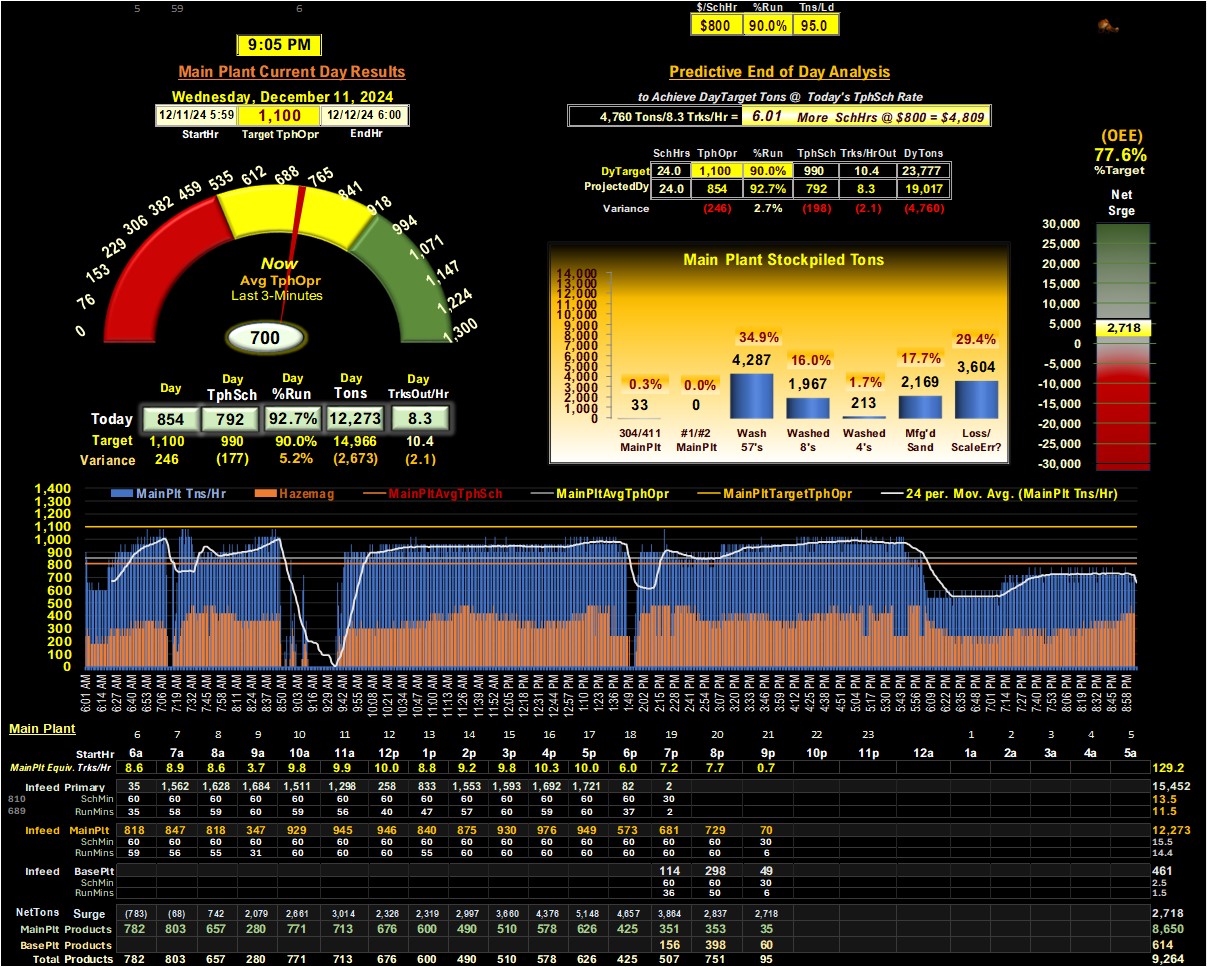 5 59 6
$/SchHr %Run Tns/Ld
$800 90.0% 95.0
9:05 PM
Main Plant Current Day Results
Wednesday, December 11, 2024
12/11/24 5:59 1,100 12/12/24 6:00
StartHr Target TphOpr EndHr
0 76 153 229 306 382 459 535 612 688 765 841 918 994 1,071 1,147 1,224 1,300
Now
Avg TphOpr
Last 3-Minutes
700
Day Day Day Day Day
TphSch %Run Tons TrksOut/Hr
Today 854 792 92.7% 12,273 8.3
Target 1,100 990 90.0% 14,966 10.4
Variance 246 (177) 5.2% (2,673) (2.1)
Predictive End of Day Analysis
to Achieve DayTarget Tons @ Today's TphSch Rate
4,760 Tons/8.3 Trks/Hr = 6.01 More SchHrs @ $800 = $4,809
SchHrs TphOpr %Run TphSch Trks/HrOut DyTons
DyTarget 24.0 1,100 90.0% 990 10.4 23,777
ProjectedDy 24.0 854 92.7% 792 8.3 19,017
Variance (246) 2.7% (198) (2.1) (4,760)
Main Plant Stockpiled Tons
14,000
13,000
12,000
11,000
10,000
9,000
8,000
7,000
6,000
5,000
4,000
3,000
2,000
1,000
0
0.3% 0.0% 34.9% 16.0% 1.7% 17.7% 29.4%
33 0 4,287 1,967 213 2,169 3,604
304/411 #1/#2 Wash Washed Washed Mfg'd Loss/
MainPlt MainPlt 57's 8's 4's Sand ScaleErr?
(OEE)
77.6%
%Target
Net
Srge
30,000
25,000
20,000
15,000
10,000
5,000
2,718
0
-5,000
-10,000
-15,000
-20,000
-25,000
-30,000
MainPlt Tns/Hr Hazemag MainPltAvgTphSch MainPltAvgTphOpr MainPltTargetTphOpr 24 per. Mov. Avg. (MainPlt Tns/Hr)
1,400
1,300
1,200
1,100
1,000
900
800
700
600
500
400
300
200
100
0
6:01 AM 6:14 AM 6:27 AM 6:40 AM 6:53 AM 7:06 AM 7:19 AM 7:32 AM 7:45 AM 7:58 AM 8:11 AM 8:24 AM 8:37 AM 8:50 AM 9:03 AM 9:16 AM 9:29 AM 9:42 AM 9:55 AM 10:08 AM 10:21 AM 10:34 AM 10:47 AM 11:00 AM 11:13 AM 11:26 AM 11:39 AM 11:52 AM 12:05 PM 12:18 PM 12:31 PM 12:44 PM 12:57 PM 1:10 PM 1:23 PM 1:36 PM 1:49 PM 2:02 PM 2:15 PM 2:28 PM 2:41 PM 2:54 PM 3:07 PM 3:20 PM 3:33 PM 3:46 PM 3:59 PM 4:12 PM 4:25 PM 4:38 PM 4:51 PM 5:04 PM 5:17 PM 5:30 PM 5:43 PM 5:56 PM 6:09 PM 6:22 PM 6:35 PM 6:48 PM 7:01 PM 7:14 PM 7:27 PM 7:40 PM 7:53 PM 8:06 PM 8:19 PM 8:32 PM 8:45 PM 8:58 PM
Main Plant
6 7 8 9 10 11 12 13 14 15 16 17 18 19 20 21 22 23 1 2 3 4 5
StartHr 6a 7a 8a 9a 10a 11a 12p 1p 2p 3p 4p 5p 6p 7p 8p 9p 10p 11p 12a 1a 2a 3a 4a 5a
MainPlt Equiv. Trks/Hr 8.6 8.9 8.6 3.7 9.8 9.9 10.0 8.8 9.2 9.8 10.3 10.0 6.0 7.2 7.7 0.7 129.2
Infeed Primary 35 1,562 1,628 1,684 1,511 1,298 258 833 1,553 1,593 1,692 1,721 82 2 15,452
810 SchMin 60 60 60 60 60 60 60 60 60 60 60 60 60 30 13.5
689 RunMins 35 58 59 60 59 56 40 47 57 60 59 60 37 2 11.5
Infeed MainPlt 818 847 818 347 929 945 946 840 875 930 976 949 573 681 729 70 12,273
SchMin 60 60 60 60 60 60 60 60 60 60 60 60 60 60 60 30 15.5
RunMins 59 56 55 31 60 60 60 55 60 60 60 60 60 60 60 6 14.4
Infeed BasePlt 114 298 49 461
SchMin 60 60 30 2.5
RunMins 36 50 6 1.5
NetTons Surge (783) (68) 742 2,079 2,661 3,014 2,326 2,319 2,997 3,660 4,376 5,148 4,657 3,864 2,837 2,718 2,718
MainPlt Products 782 803 657 280 771 713 676 600 490 510 578 626 425 351 353 35 8,650
BasePlt Products 156 398 60 614
Total Products 782 803 657 280 771 713 676 600 490 510 578 626 425 507 751 95 9,264